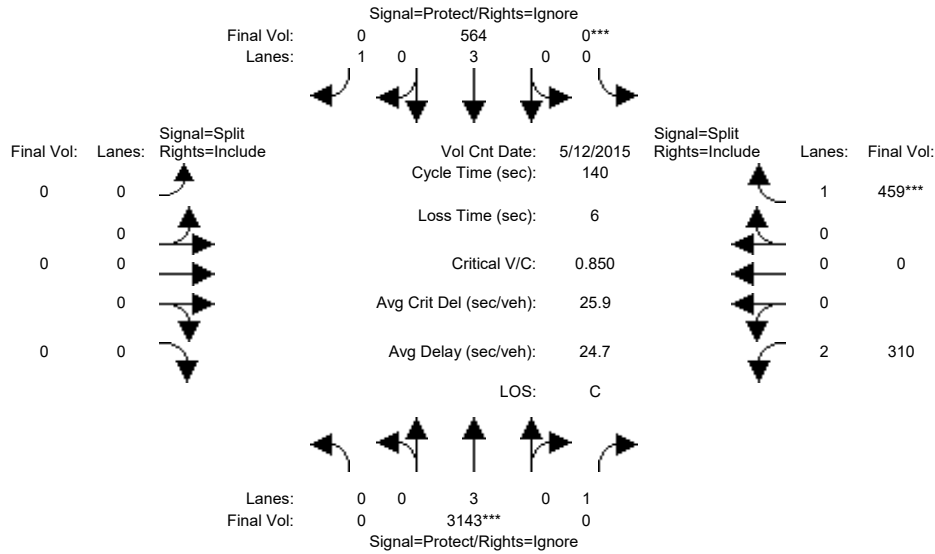 Signal=Protect/Rights=Ignore
Final Vol: 0 564 0***
Lanes: 1 0 3 0 0
Signal=Split
Final Vol: Lanes: Rights=Include
Vol Cnt Date: 5/12/2015
Signal=Split
Rights=Include Lanes: Final Vol:
Cycle Time (sec): 140
0 0 1 459***
Loss Time (sec): 6
0 0
0 0 Critical V/C: 0.850 0 0
0 Avg Crit Del (sec/veh): 25.9 0
0 0 Avg Delay (sec/veh): 24.7 2 310
LOS: C
Lanes: 0 0 3 0 1
Final Vol: 0 3143*** 0
Signal=Protect/Rights=Ignore